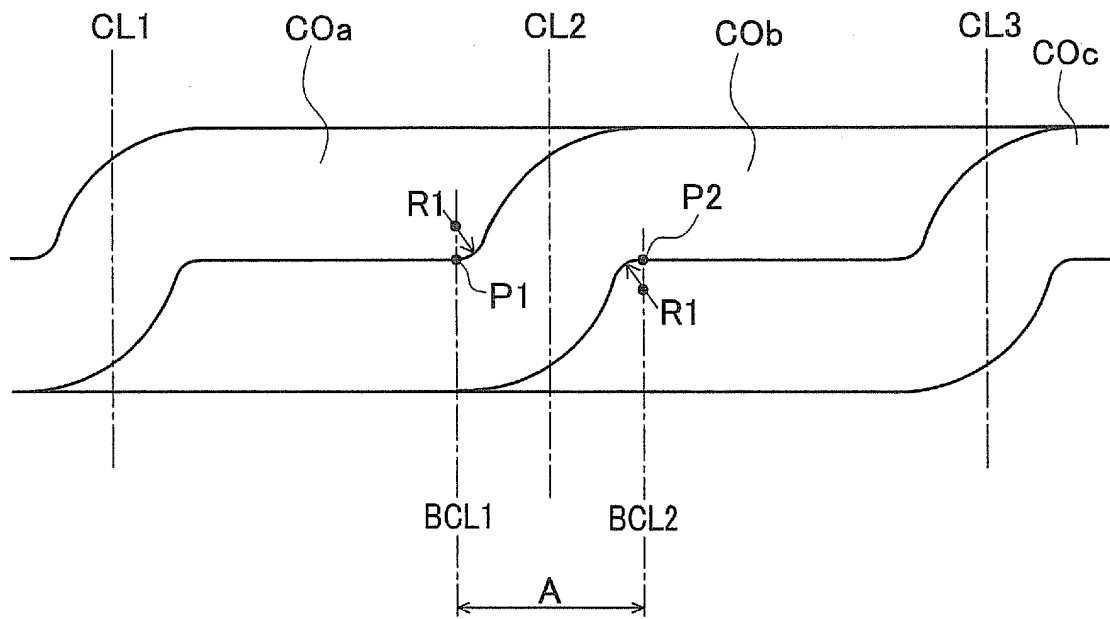 CL1 COa CL2 COb CL3
COc
R1 P2
P1 R1
BCL1 BCL2
A